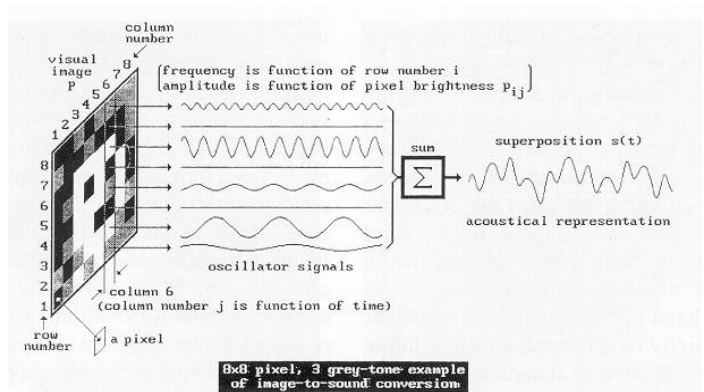 column
number
visual
image
P
1 2 3 4 5 6 7 8
(frequency is function of row number i
amplitude is function of pixel brightness Pij)
8
7
6
5
4
3
2
1
sum
Σ
superposition s(t)
acoustical representation
oscillator signals
column 6
(column number j is function of time)
row
number
a pixel
8x8 pixel, 3 grey-tone example
of image-to-sound conversion